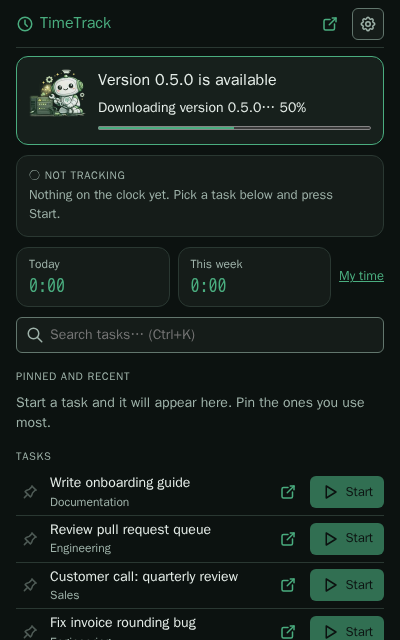 TimeTrack
Version 0.5.0 is available
Downloading version 0.5.0··· 50%
NOT TRACKING
Nothing on the clock yet. Pick a task below and press
Start.
Today
0:00
This week
0:00
My time
Search tasks··· (Ctrl+K)
PINNED AND RECENT
Start a task and it will appear here. Pin the ones you use
most.
TASKS
Write onboarding guide
Documentation
Start
Review pull request queue
Engineering
Start
Customer call: quarterly review
Sales
Start
Fix invoice rounding bug
Engineering
Start